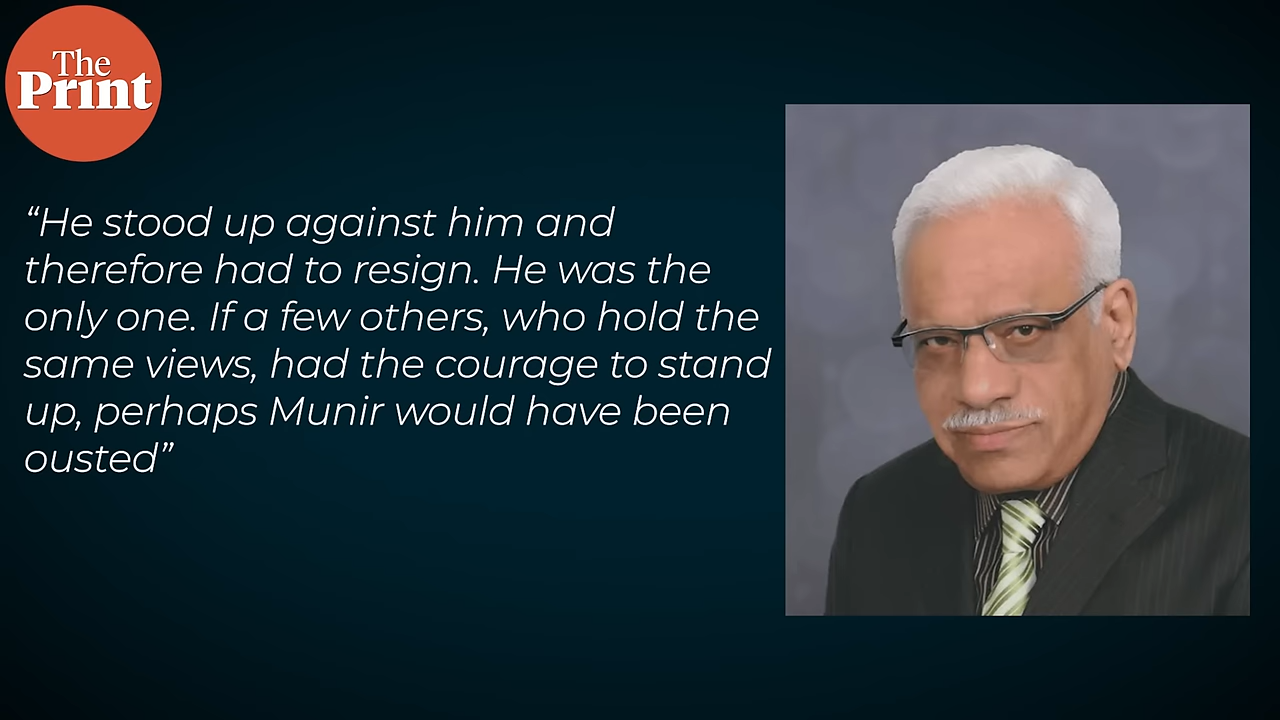 The
Print
“He stood up against him and
therefore had to resign. He was the
only one. If a few others, who hold the
same views, had the courage to stand
up, perhaps Munir would have been
ousted”